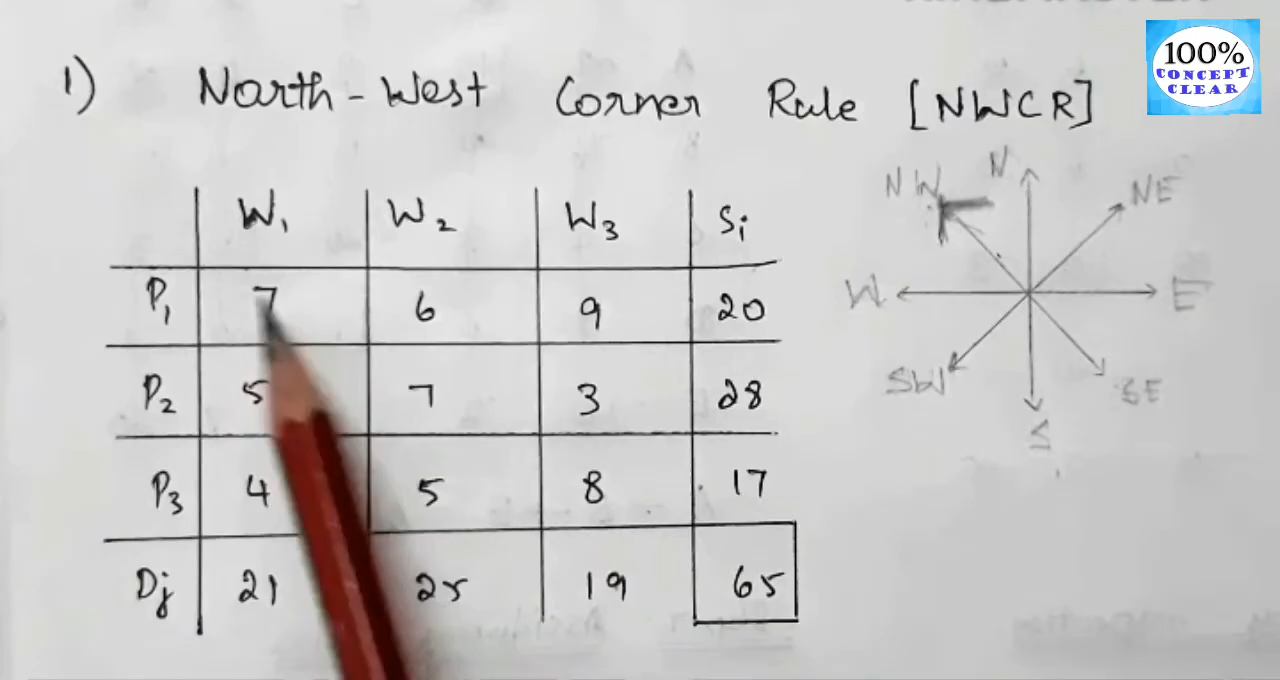 1) North-West Corner Rule [NWCR]
100%
CONCEPT
CLEAR
W1 W2 W3 Si
P1 7 6 9 20
P2 5 7 3 28
P3 4 5 8 17
Dj 21 25 19 65
NW N NE
W E
SW SE
S